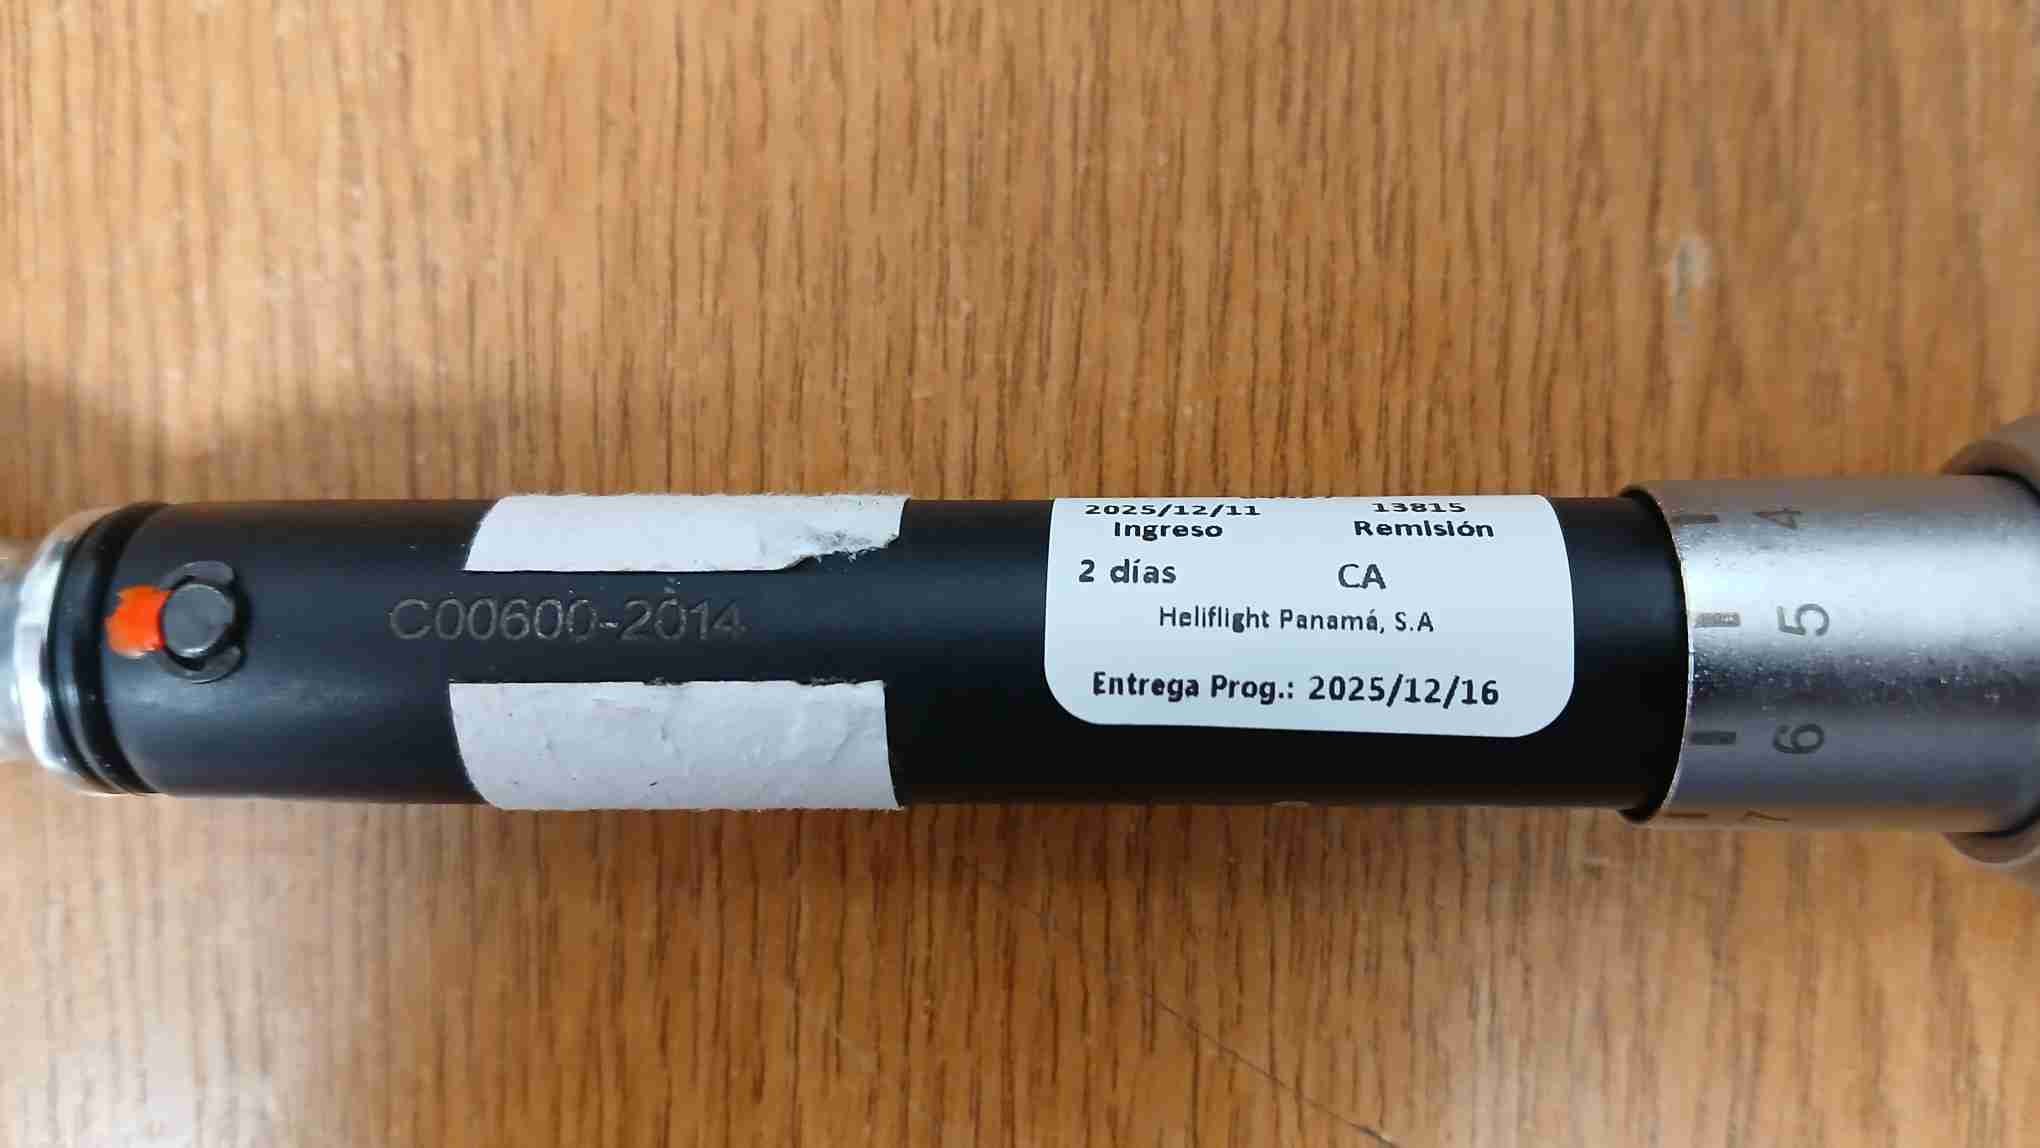 C00600-2014
2025/12/11 13815
Ingreso Remisión
2 días CA
Heliflight Panamá, S.A
Entrega Prog.: 2025/12/16
4
5
6
7